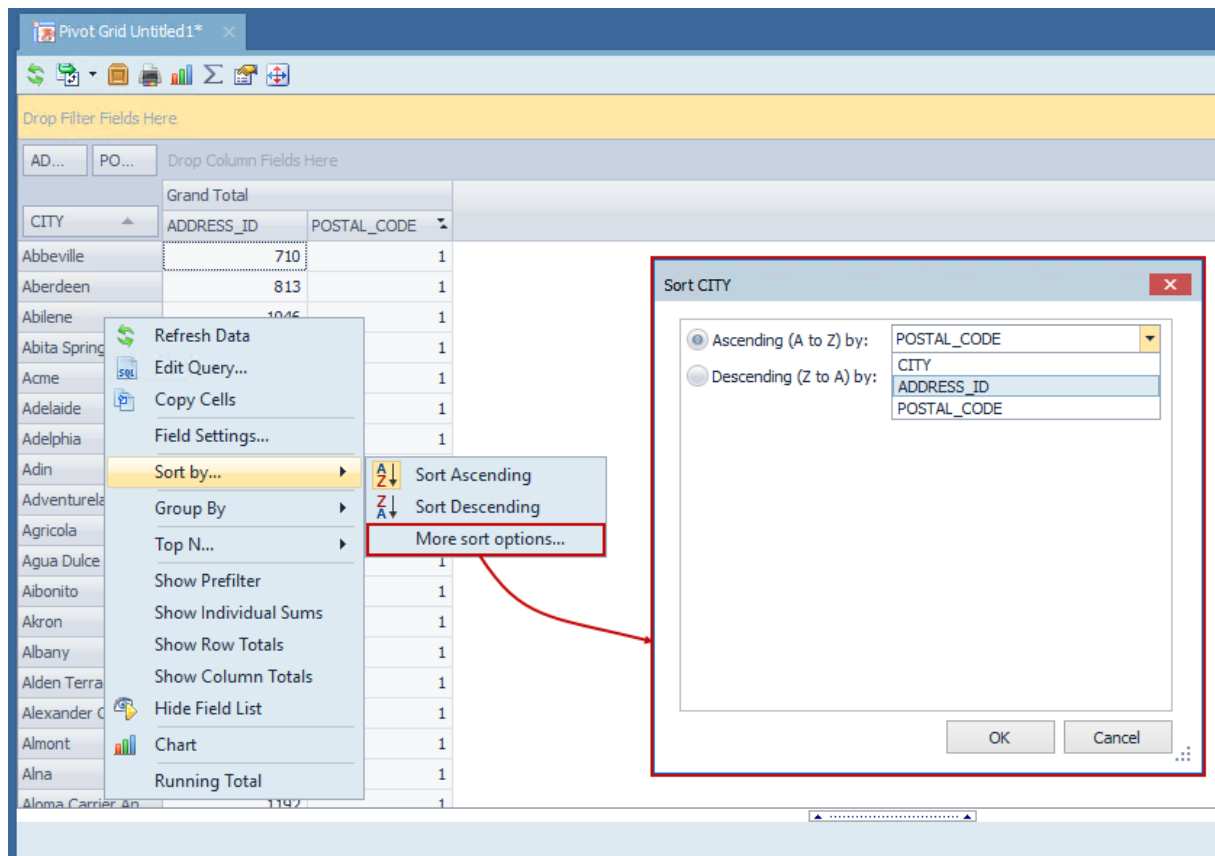 Pivot Grid Untitled1*
Drop Filter Fields Here
AD... PO... Drop Column Fields Here
Grand Total
CITY ADDRESS_ID POSTAL_CODE
Abbeville 710 1
Aberdeen 813 1
Abilene 1046 1
Abita Spring 1
Acme 1
Adelaide 1
Adelphia 1
Adin
Adventurela
Agricola
Agua Dulce 1
Aibonito 1
Akron 1
Albany 1
Alden Terra 1
Alexander C 1
Almont 1
Alna 1
Aloma Carrier An 1192 1
Refresh Data
SQL Edit Query...
Copy Cells
Field Settings...
Sort by...
Group By
Top N...
Show Prefilter
Show Individual Sums
Show Row Totals
Show Column Totals
Hide Field List
Chart
Running Total
A Z Sort Ascending
Z A Sort Descending
More sort options...
Sort CITY
Ascending (A to Z) by: POSTAL_CODE
Descending (Z to A) by:
CITY
ADDRESS_ID
POSTAL_CODE
OK Cancel